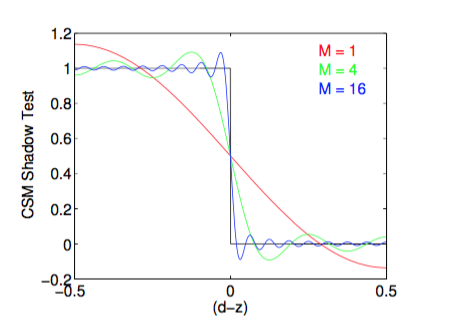 1.2
M = 1
1
M = 4
M = 16
0.8
CSM Shadow Test
0.6
0.4
0.2
0
−0.2
−0.5
0
0.5
(d−z)